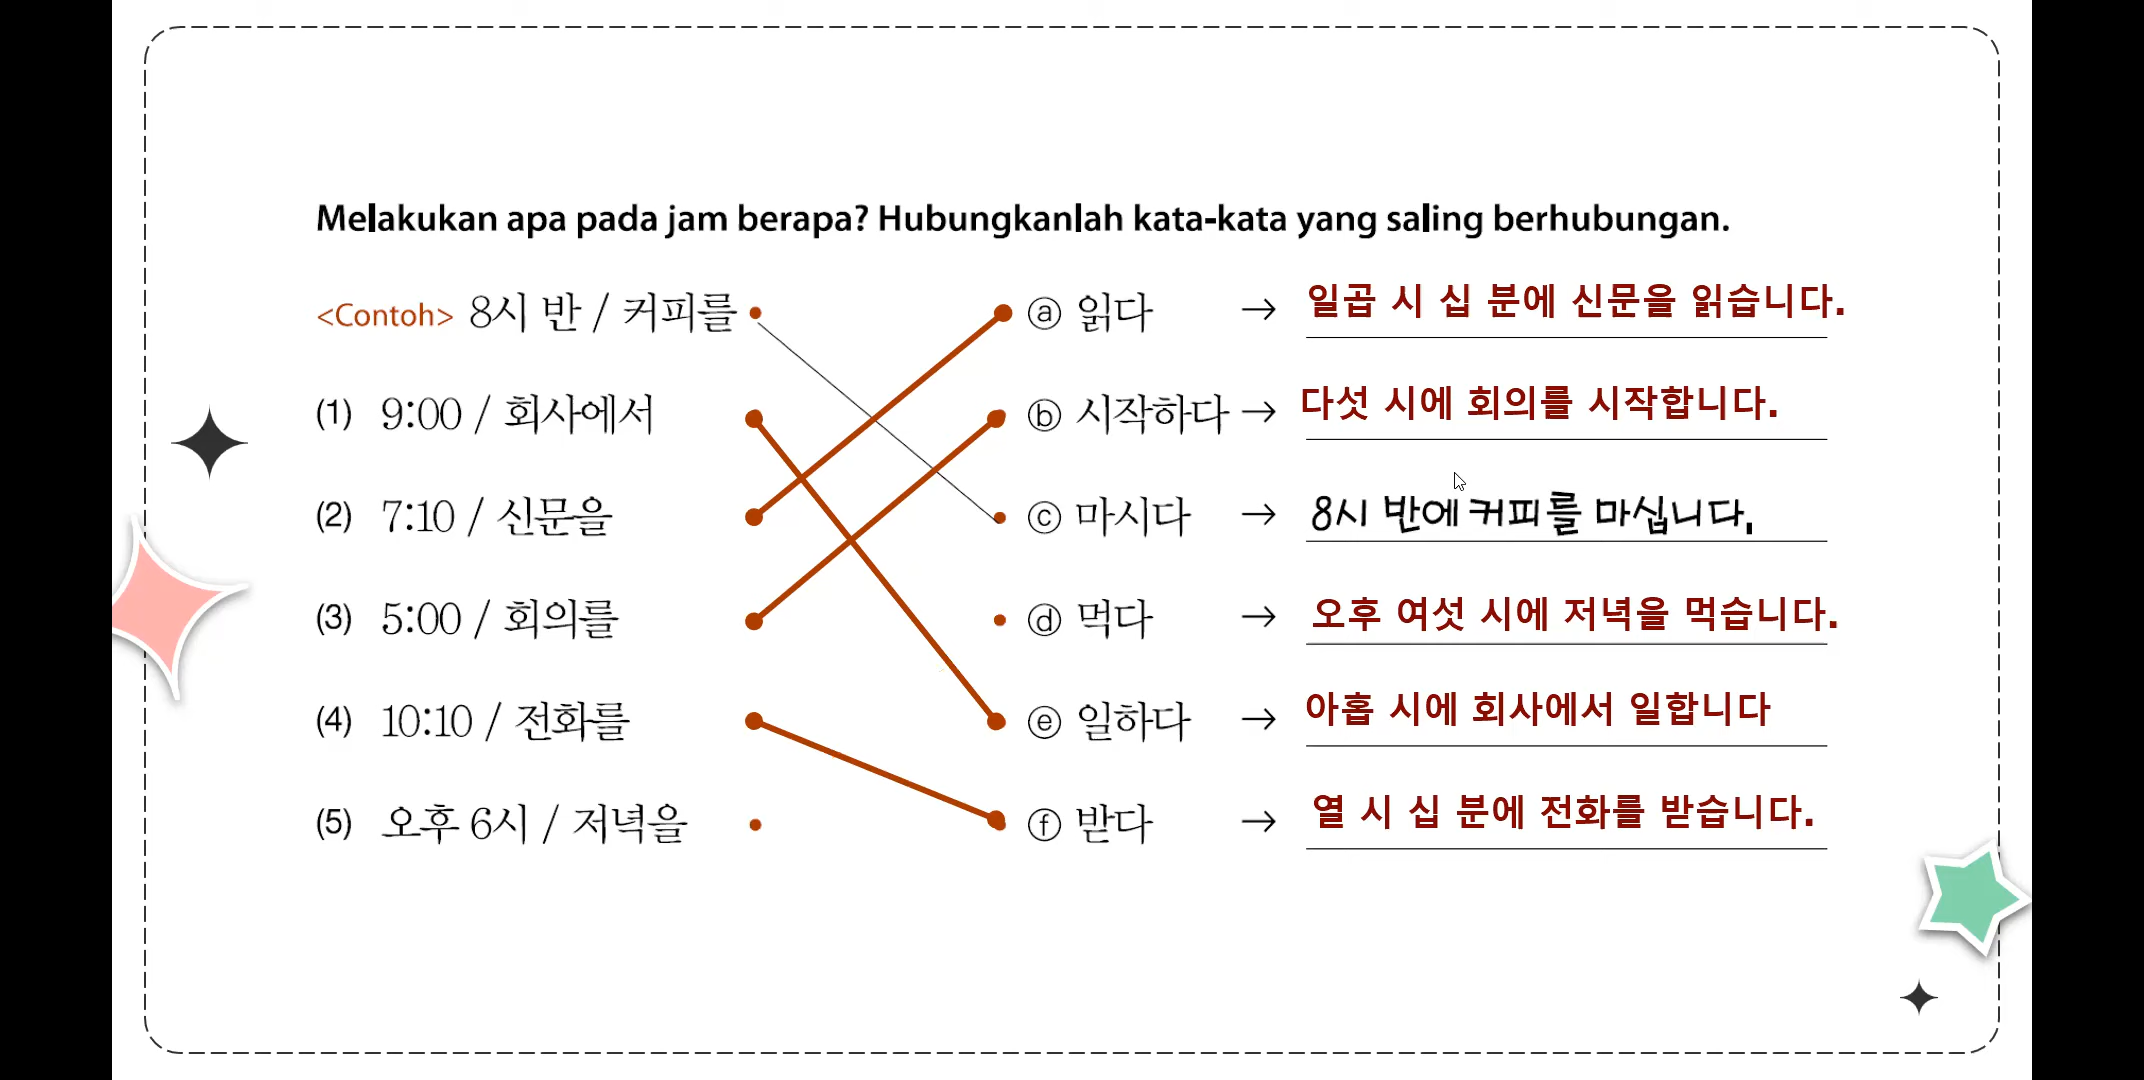 Melakukan apa pada jam berapa? Hubungkanlah kata-kata yang saling berhubungan.
<Contoh> 8시 반 / 커피를 ⓐ 읽다 → 일곱 시 십 분에 신문을 읽습니다.
(1) 9:00 / 회사에서 ⓑ 시작하다 → 다섯 시에 회의를 시작합니다.
(2) 7:10 / 신문을 ⓒ 마시다 → 8시 반에 커피를 마십니다.
(3) 5:00 / 회의를 ⓓ 먹다 → 오후 여섯 시에 저녁을 먹습니다.
(4) 10:10 / 전화를 ⓔ 일하다 → 아홉 시에 회사에서 일합니다
(5) 오후 6시 / 저녁을 ⓕ 받다 → 열 시 십 분에 전화를 받습니다.